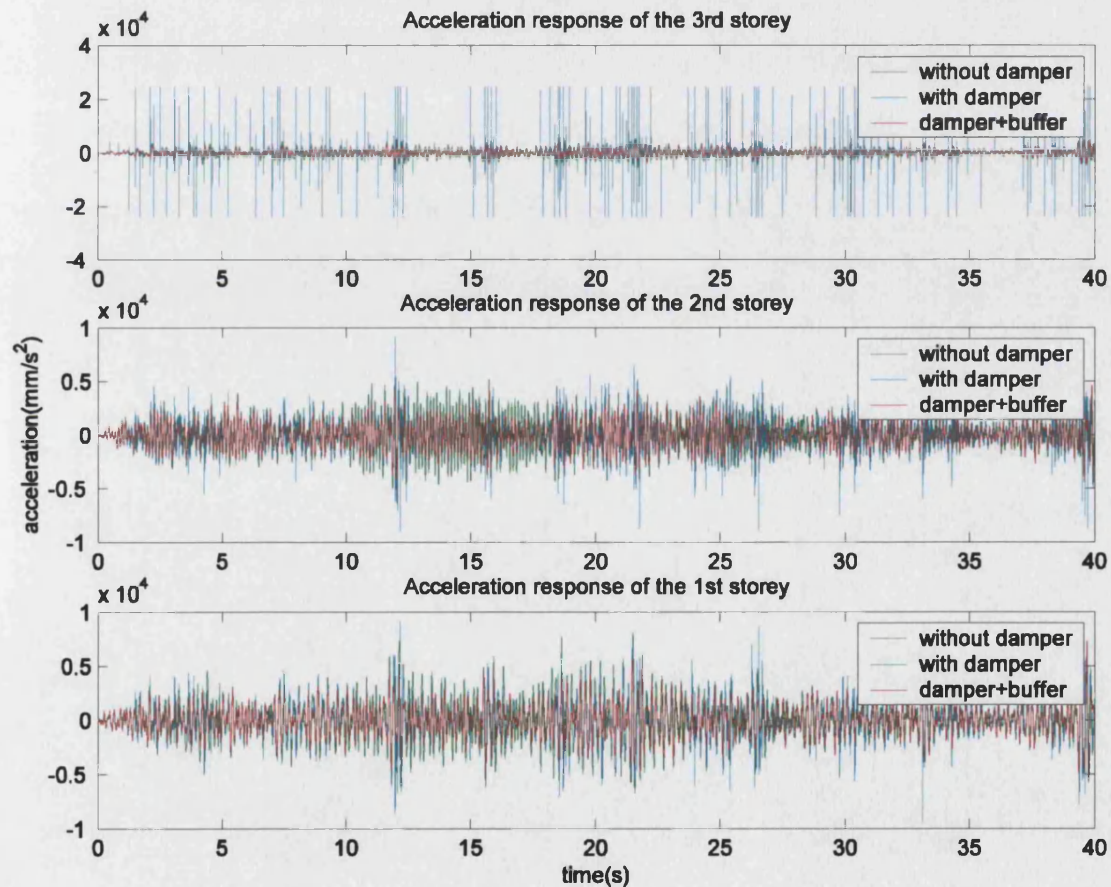 Acceleration response of the 3rd storey
x 10^4
4
2
0
-2
-4
without damper
with damper
damper+buffer
0 5 10 15 20 25 30 35 40
Acceleration response of the 2nd storey
x 10^4
1
0.5
0
-0.5
-1
acceleration(mm/s^2)
without damper
with damper
damper+buffer
0 5 10 15 20 25 30 35 40
Acceleration response of the 1st storey
x 10^4
1
0.5
0
-0.5
-1
without damper
with damper
damper+buffer
0 5 10 15 20 25 30 35 40
time(s)